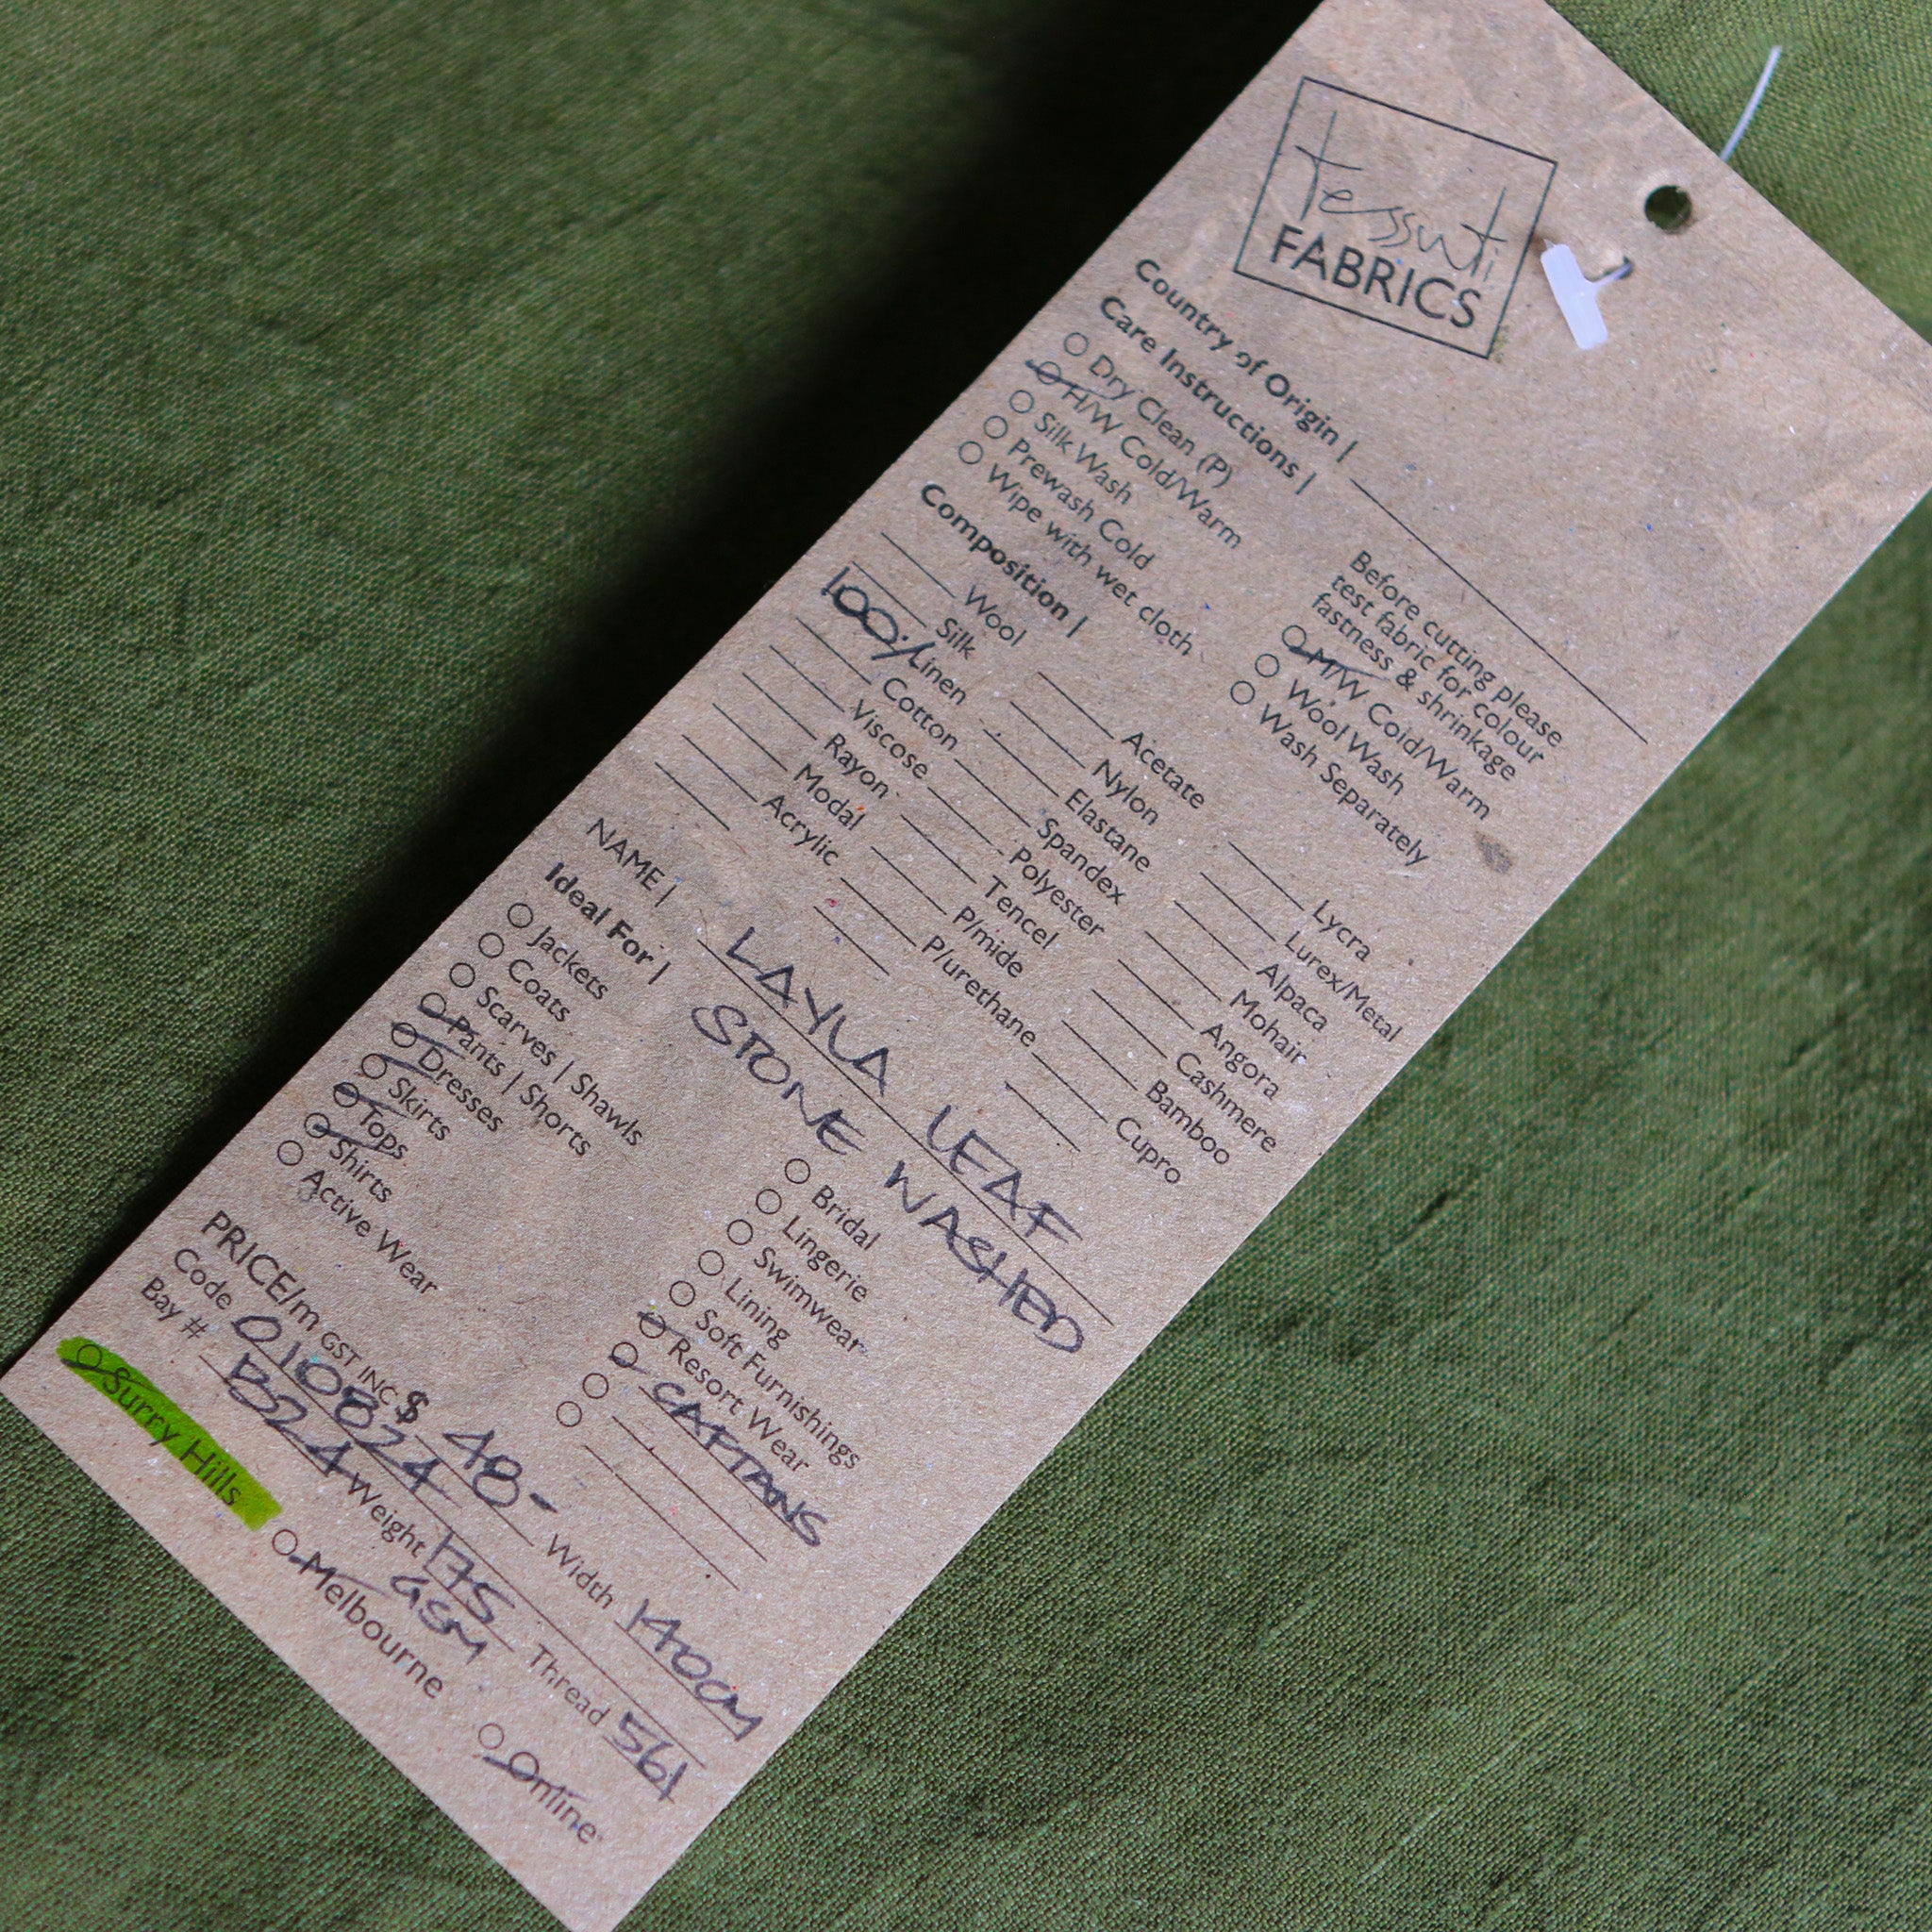 tessuti
FABRICS
Country of Origin |
Care Instructions |
Before cutting please
test fabric for colour
fastness & shrinkage
Dry Clean (P)
H/W Cold/Warm
M/W Cold/Warm
Silk Wash
Wool Wash
Prewash Cold
Wash Separately
Wipe with wet cloth
Composition |
Wool Acetate Lycra
Silk Nylon Lurex/Metal
100% Linen Elastane Alpaca
Cotton Spandex Mohair
Viscose Polyester Angora
Rayon Tencel Cashmere
Modal P/mide Bamboo
Acrylic P/urethane Cupro
NAME | LAYLA LEAF
STONE WASHED
Ideal For |
Jackets Bridal
Coats Lingerie
Scarves | Shawls Swimwear
Pants | Shorts Lining
Dresses Soft Furnishings
Skirts Resort Wear
Tops CAFTANS
Shirts
Active Wear
PRICE/m GST INC $ 48- Width 140CM
Code 010824 Weight 175 GSM Thread 561
Bay # B24
Surry Hills Melbourne Online